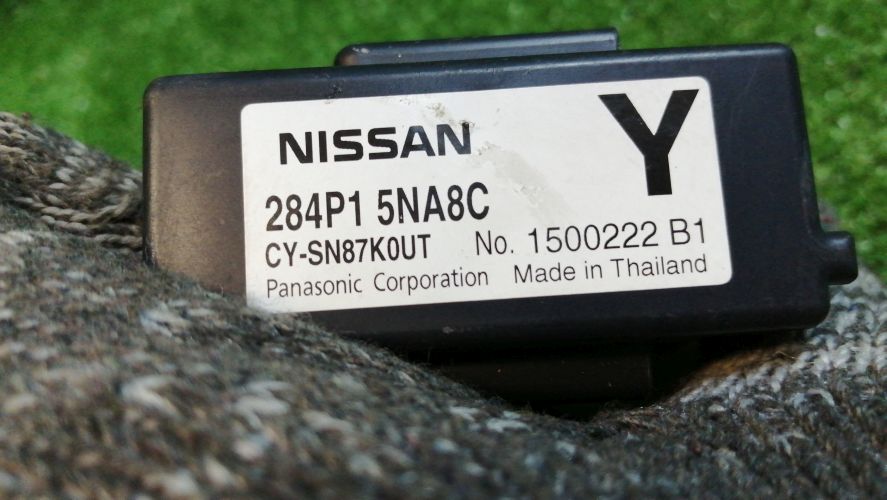 NISSAN
Y
284P1 5NA8C
CY-SN87K0UT No. 1500222 B1
Panasonic Corporation Made in Thailand